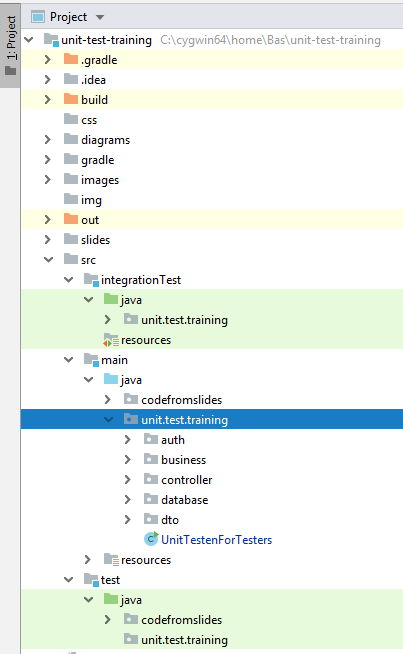 1: Project
Project
unit-test-training C:\cygwin64\home\Bas\unit-test-training
.gradle
.idea
build
css
diagrams
gradle
images
img
out
slides
src
integrationTest
java
unit.test.training
resources
main
java
codefromslides
unit.test.training
auth
business
controller
database
dto
UnitTestenForTesters
resources
test
java
codefromslides
unit.test.training